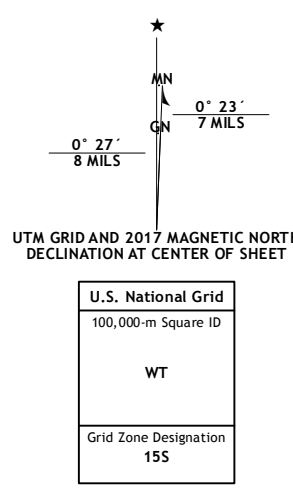 ★
MN
0° 23´
7 MILS
GN
0° 27´
8 MILS
UTM GRID AND 2017 MAGNETIC NORT
DECLINATION AT CENTER OF SHEET
U.S. National Grid
100,000-m Square ID
WT
Grid Zone Designation
15S